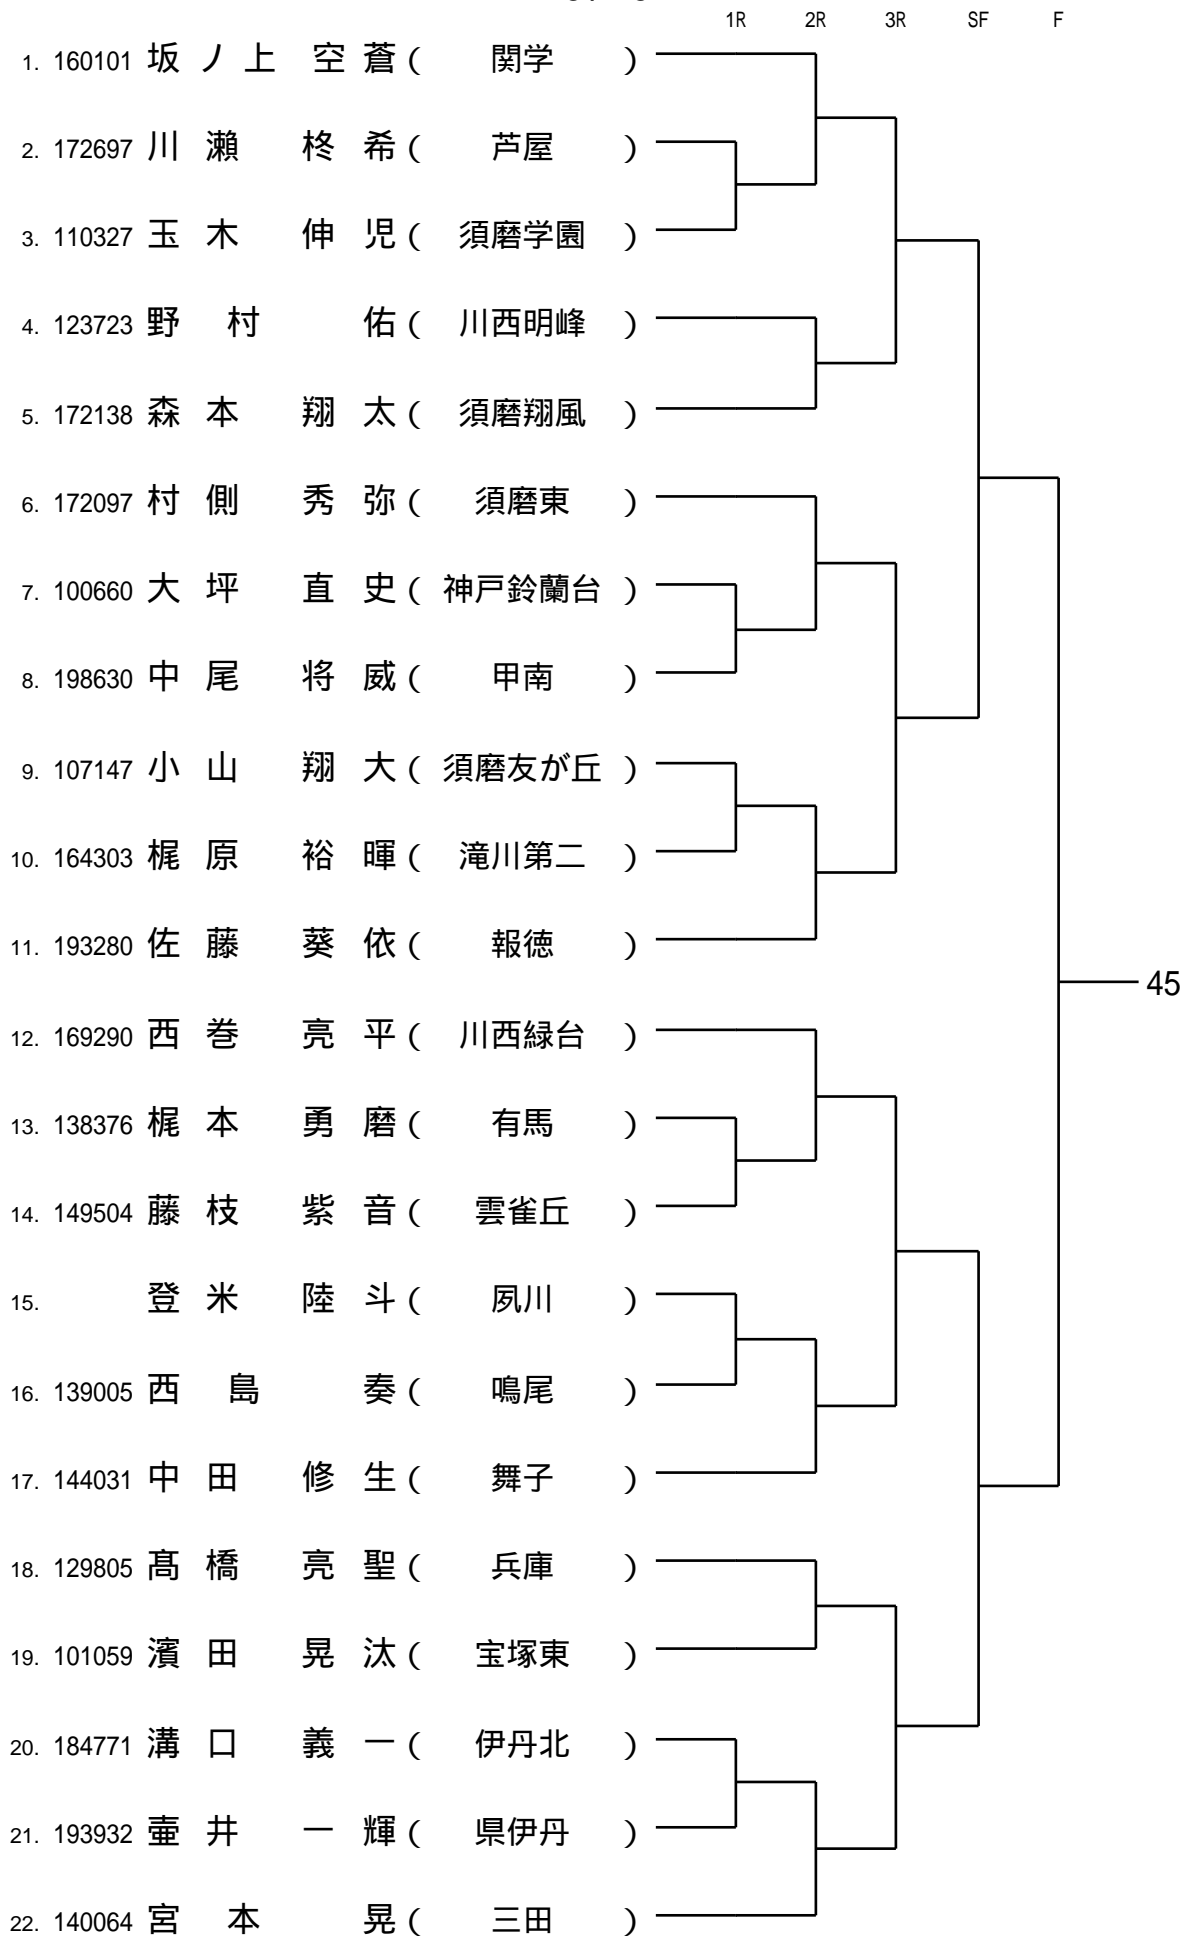 1R 2R 3R SF F
1. 160101 坂ノ上 空蒼 ( 関学 )
2. 172697 川瀨 柊希 ( 芦屋 )
3. 110327 玉木 伸児 ( 須磨学園 )
4. 123723 野村 佑 ( 川西明峰 )
5. 172138 森本 翔太 ( 須磨翔風 )
6. 172097 村側 秀弥 ( 須磨東 )
7. 100660 大坪 直史 ( 神戸鈴蘭台 )
8. 198630 中尾 将威 ( 甲南 )
9. 107147 小山 翔大 ( 須磨友が丘 )
10. 164303 梶原 裕暉 ( 滝川第二 )
11. 193280 佐藤 葵依 ( 報徳 )
45
12. 169290 西巻 亮平 ( 川西緑台 )
13. 138376 梶本 勇磨 ( 有馬 )
14. 149504 藤枝 紫音 ( 雲雀丘 )
15. 登米 陸斗 ( 夙川 )
16. 139005 西島 奏 ( 鳴尾 )
17. 144031 中田 修生 ( 舞子 )
18. 129805 髙橋 亮聖 ( 兵庫 )
19. 101059 濱田 晃汰 ( 宝塚東 )
20. 184771 溝口 義一 ( 伊丹北 )
21. 193932 壷井 一輝 ( 県伊丹 )
22. 140064 宮本 晃 ( 三田 )